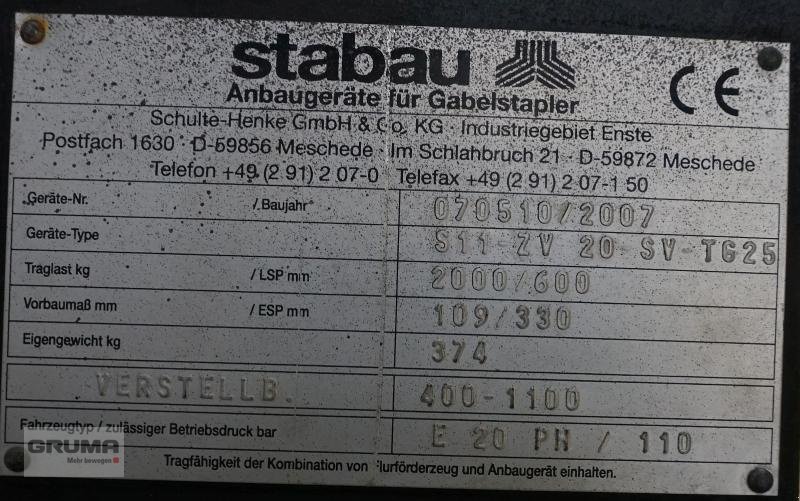 stabau
CE
Anbaugeräte für Gabelstapler
Schulte-Henke GmbH & Co. KG · Industriegebiet Enste
Postfach 1630 · D-59856 Meschede · Im Schlahbruch 21 · D-59872 Meschede
Telefon +49 (2 91) 2 07-0 Telefax +49 (2 91) 2 07-1 50
Geräte-Nr. /.Baujahr 070510/2007
Geräte-Type S11-ZV 20 SV-TG25
Traglast kg /LSP mm 2000/600
Vorbaumaß mm / ESP mm 109/330
Eigengewicht kg 374
VERSTELLB. 400-1100
Fahrzeugtyp / zulässiger Betriebsdruck bar E 20 PH / 110
GRUMA
Mehr bewegen
Tragfähigkeit der Kombination von Flurförderzeug und Anbaugerät einhalten.